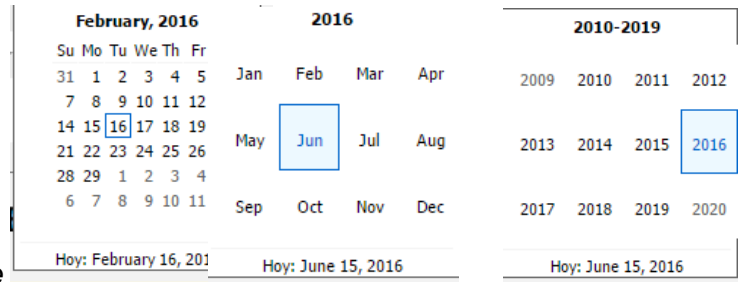 February, 2016
Su Mo Tu We Th Fr
31 1 2 3 4 5
7 8 9 10 11 12
14 15 16 17 18 19
21 22 23 24 25 26
28 29 1 2 3 4
6 7 8 9 10 11
Hoy: February 16, 201
2016
Jan Feb Mar Apr
May Jun Jul Aug
Sep Oct Nov Dec
Hoy: June 15, 2016
2010-2019
2009 2010 2011 2012
2013 2014 2015 2016
2017 2018 2019 2020
Hoy: June 15, 2016